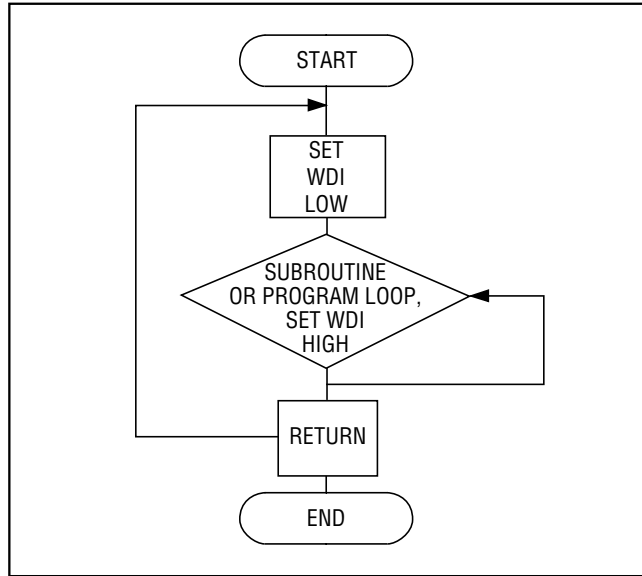 START
SET
WDI
LOW
SUBROUTINE
OR PROGRAM LOOP,
SET WDI
HIGH
RETURN
END